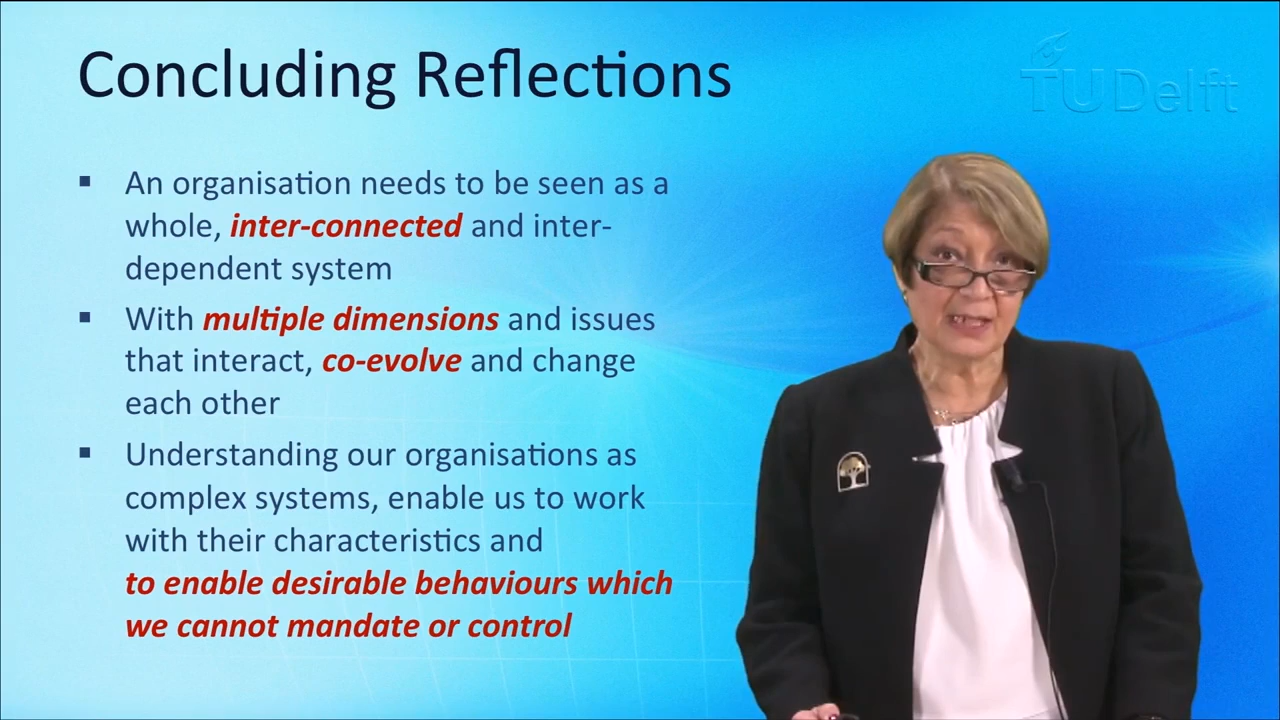 Concluding Reflections
TU Delft
▪ An organisation needs to be seen as a
whole, inter-connected and inter-
dependent system
▪ With multiple dimensions and issues
that interact, co-evolve and change
each other
▪ Understanding our organisations as
complex systems, enable us to work
with their characteristics and
to enable desirable behaviours which
we cannot mandate or control